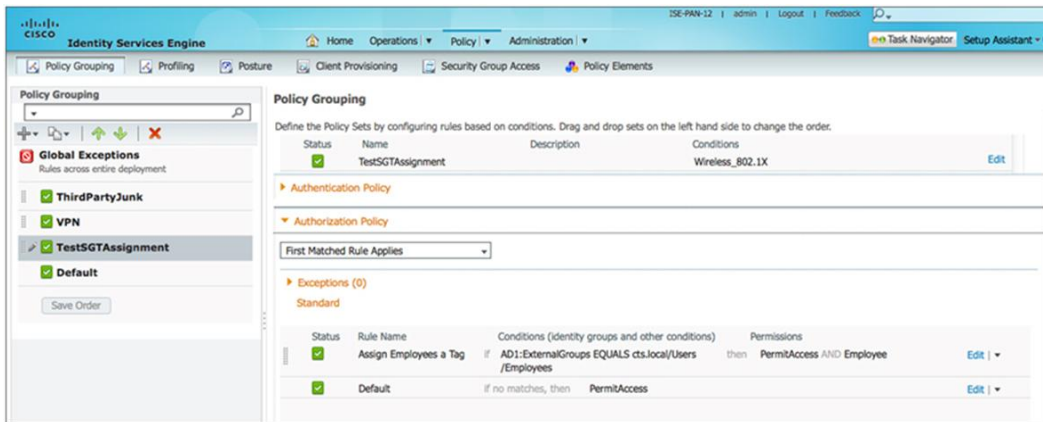 ISE-PAN-12 | admin | Logout | Feedback
CISCO Identity Services Engine
Home Operations | Policy | Administration |
Task Navigator Setup Assistant
Policy Grouping Profiling Posture Client Provisioning Security Group Access Policy Elements
Policy Grouping
Global Exceptions
Rules across entire deployment
ThirdPartyJunk
VPN
TestSGTAssignment
Default
Save Order
Policy Grouping
Define the Policy Sets by configuring rules based on conditions. Drag and drop sets on the left hand side to change the order.
Status Name Description Conditions
TestSGTAssignment Wireless_802.1X Edit
Authentication Policy
Authorization Policy
First Matched Rule Applies
Exceptions (0)
Standard
Status Rule Name Conditions (identity groups and other conditions) Permissions
Assign Employees a Tag if AD1:ExternalGroups EQUALS cts.local/Users then PermitAccess AND Employee Edit |
/Employees
Default if no matches, then PermitAccess Edit |